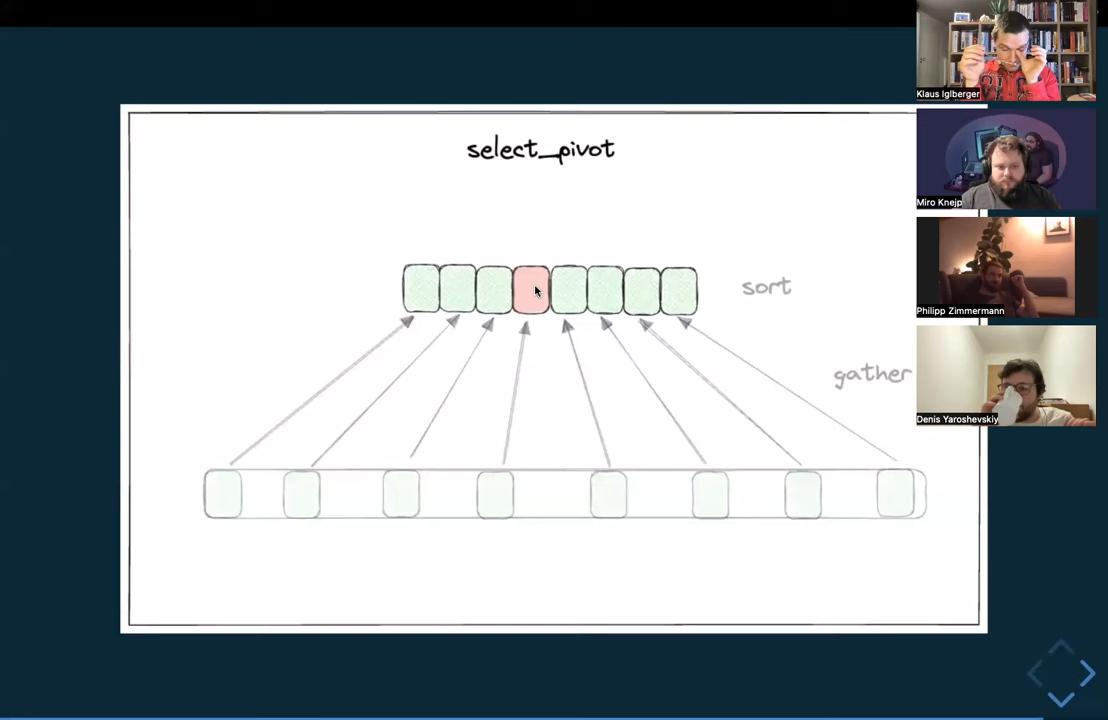 select_pivot
sort
gather
Klaus Iglberger
Miro Knejp
Philipp Zimmermann
Denis Yaroshevskiy